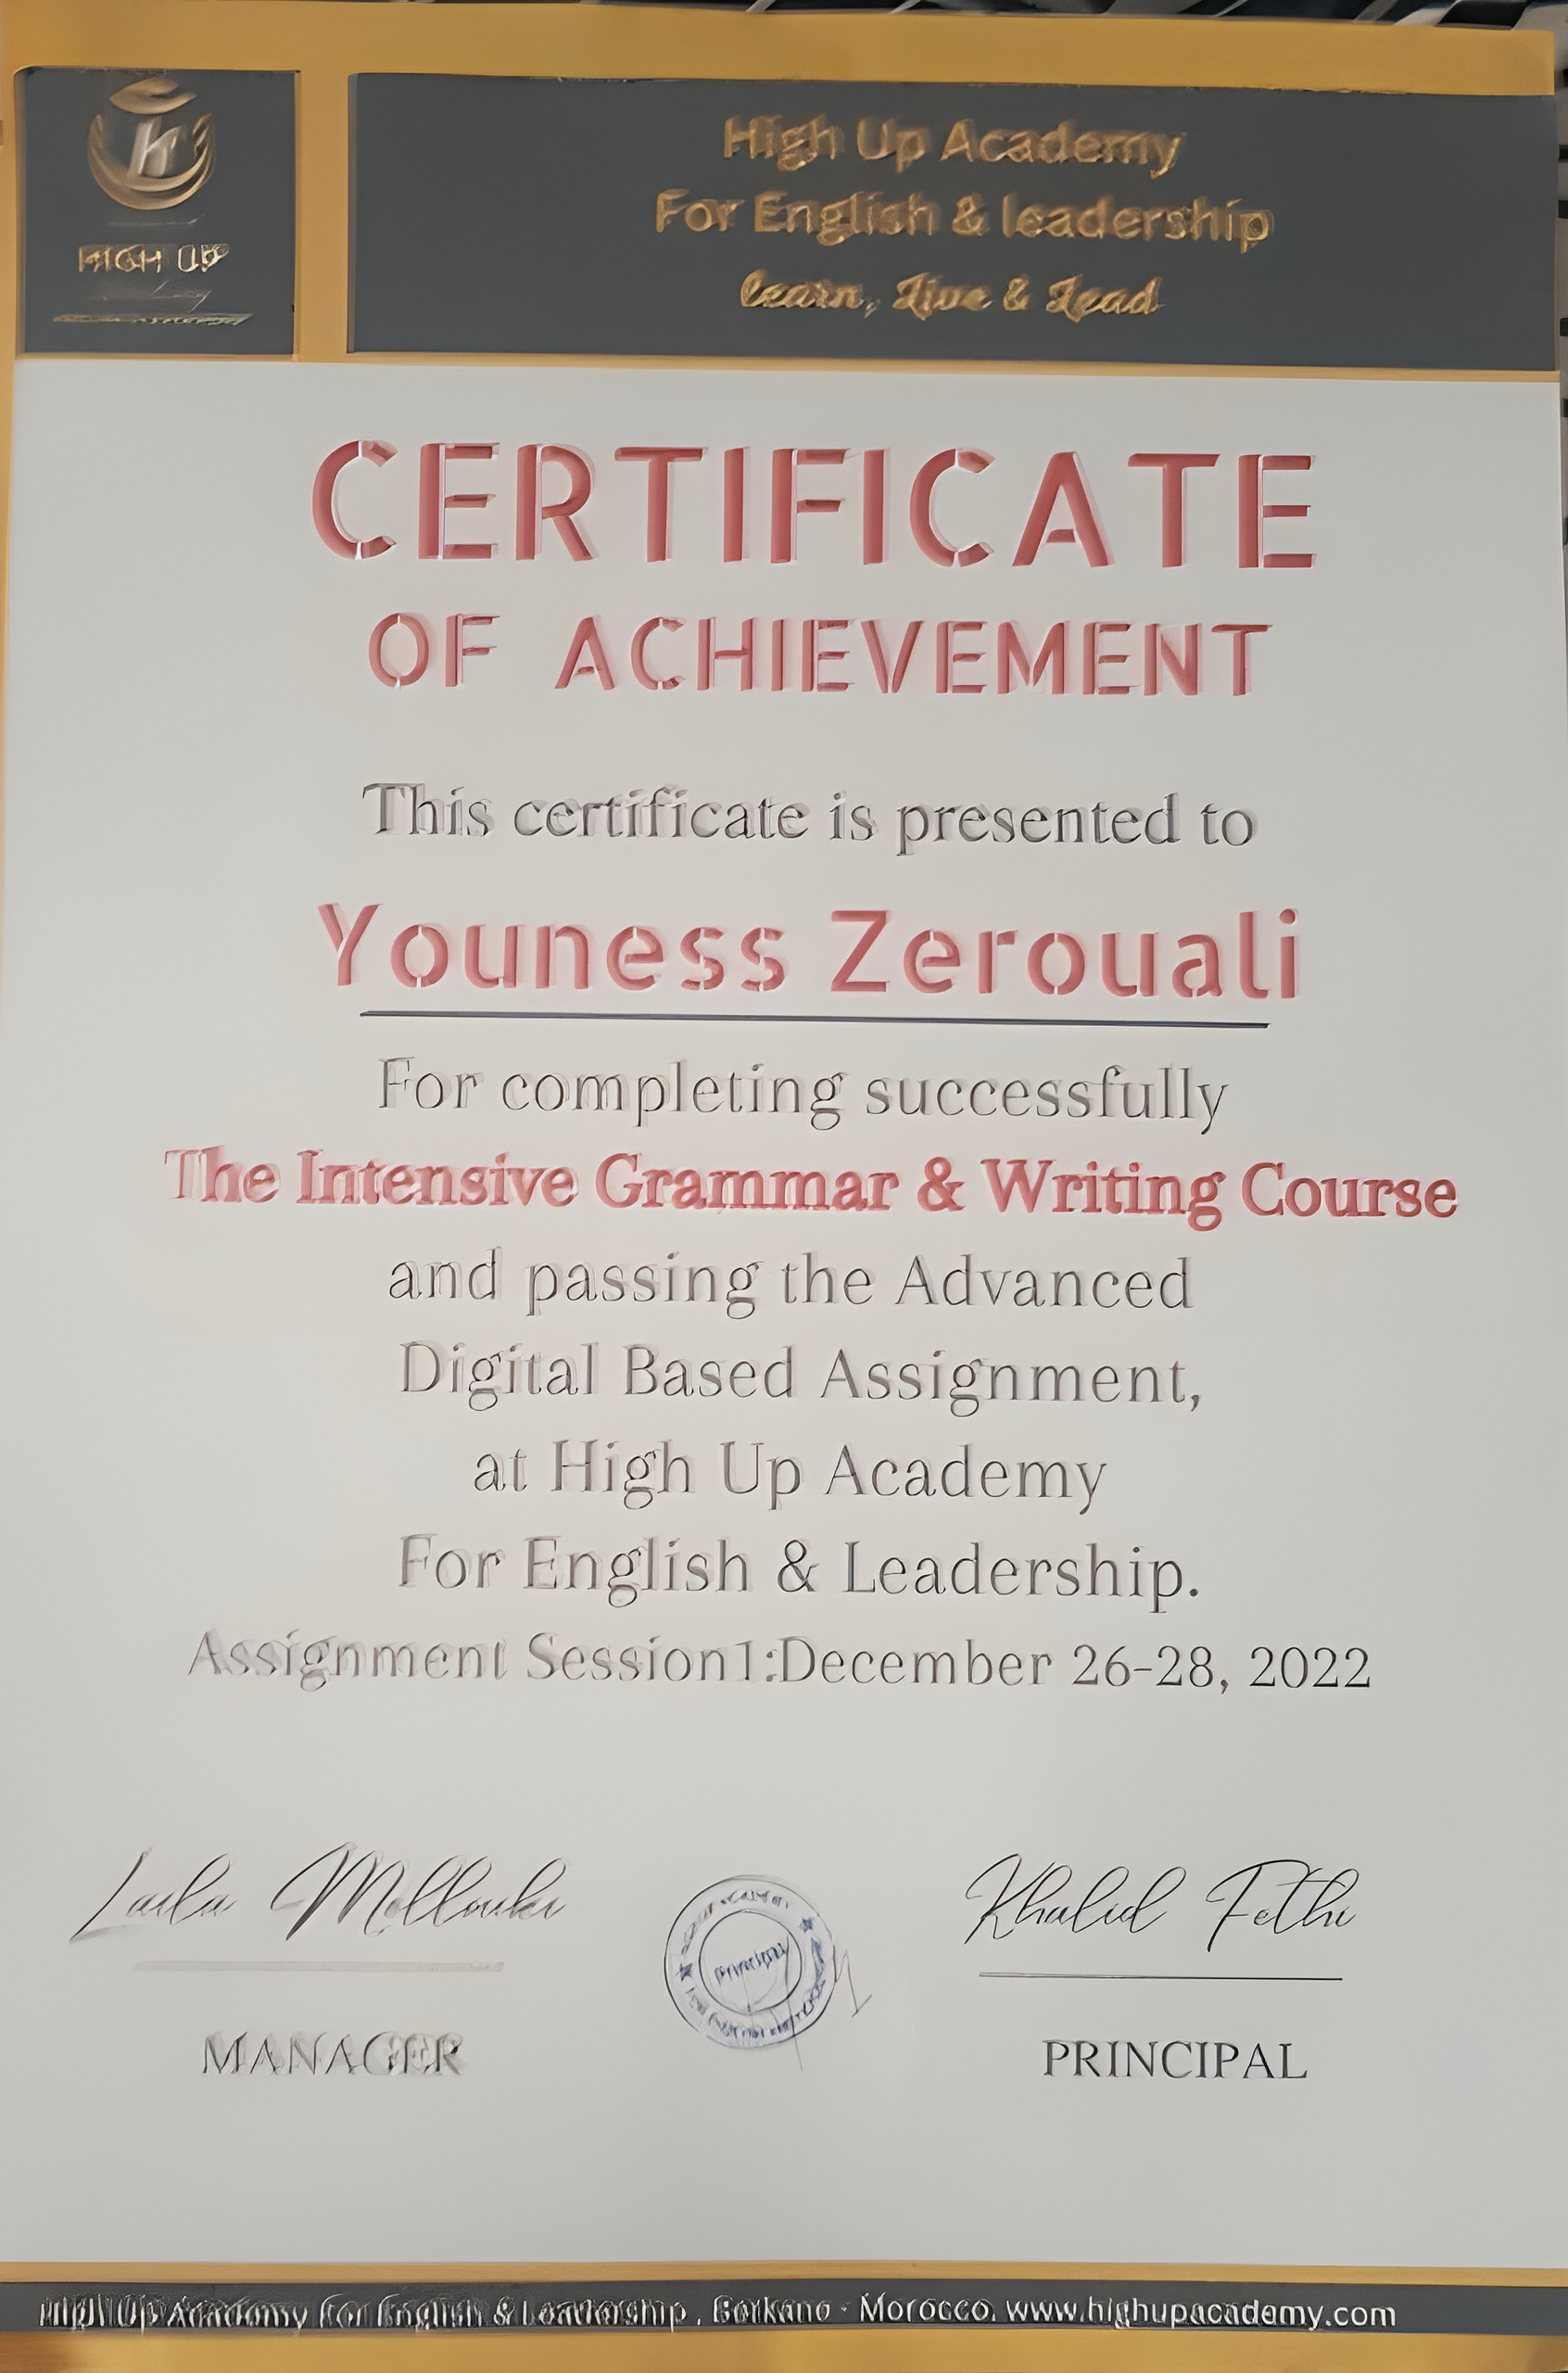 HIGH UP
High Up Academy
For English & leadership
Learn, Live & Lead
CERTIFICATE
OF ACHIEVEMENT
This certificate is presented to
Youness Zerouali
For completing successfully
The Intensive Grammar & Writing Course
and passing the Advanced
Digital Based Assignment,
at High Up Academy
For English & Leadership.
Assignment Session1:December 26-28, 2022
Laila Mellouki
Khalid Fethi
Principal
MANAGER
PRINCIPAL
High Up Academy For English & Leadership , Berkane - Morocco. www.highupacademy.com